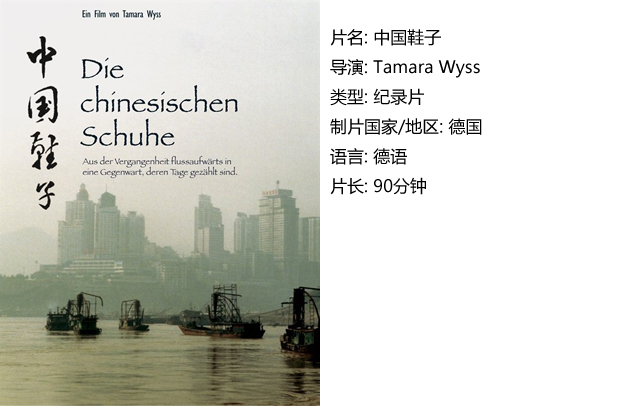 Ein Film von Tamara Wyss
中国鞋子
Die
chinesischen
Schuhe
Aus der Vergangenheit flussaufwärts in
eine Gegenwart, deren Tage gezählt sind.
片名: 中国鞋子
导演: Tamara Wyss
类型: 纪录片
制片国家/地区: 德国
语言: 德语
片长: 90分钟